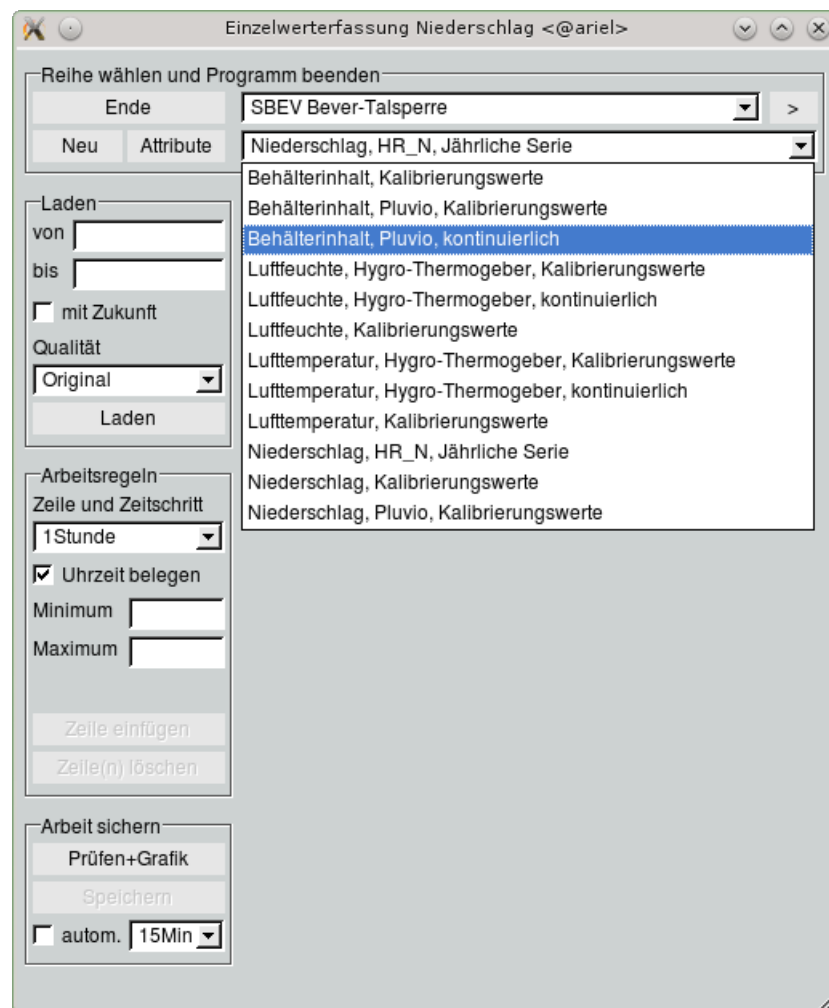 Einzelwerterfassung Niederschlag <@ariel>
Reihe wählen und Programm beenden
Ende
SBEV Bever-Talsperre
>
Neu
Attribute
Niederschlag, HR_N, Jährliche Serie
Behälterinhalt, Kalibrierungswerte
Behälterinhalt, Pluvio, Kalibrierungswerte
Behälterinhalt, Pluvio, kontinuierlich
Luftfeuchte, Hygro-Thermogeber, Kalibrierungswerte
Luftfeuchte, Hygro-Thermogeber, kontinuierlich
Luftfeuchte, Kalibrierungswerte
Lufttemperatur, Hygro-Thermogeber, Kalibrierungswerte
Lufttemperatur, Hygro-Thermogeber, kontinuierlich
Lufttemperatur, Kalibrierungswerte
Niederschlag, HR_N, Jährliche Serie
Niederschlag, Kalibrierungswerte
Niederschlag, Pluvio, Kalibrierungswerte
Laden
von
bis
mit Zukunft
Qualität
Original
Laden
Arbeitsregeln
Zeile und Zeitschritt
1Stunde
Uhrzeit belegen
Minimum
Maximum
Zeile einfügen
Zeile(n) löschen
Arbeit sichern
Prüfen+Grafik
Speichern
autom.
15Min